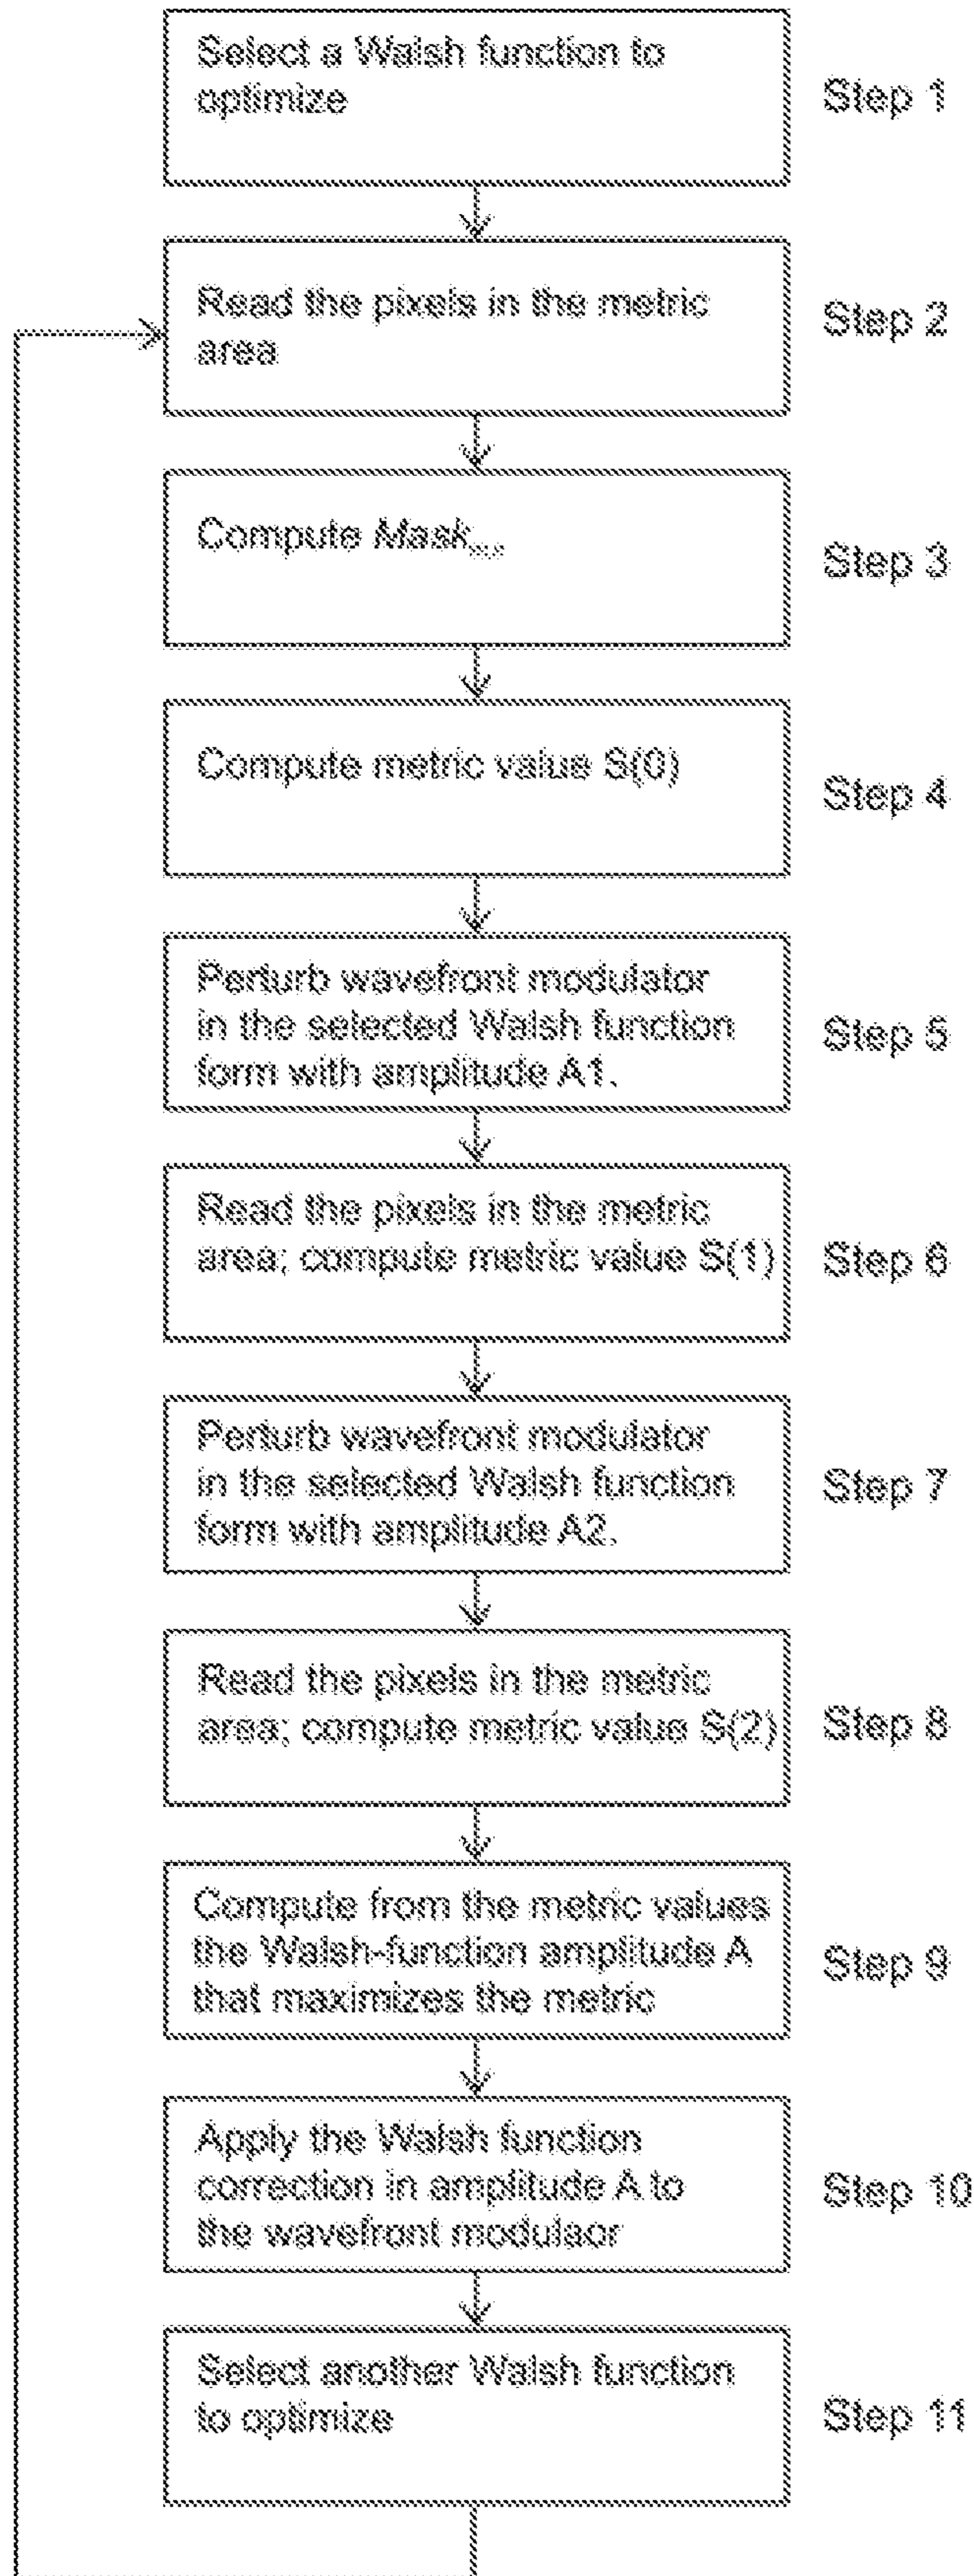 Select a Walsh function to
optimize
Step 1
Read the pixels in the metric
area
Step 2
Compute Mask
Step 3
Compute metric value S(0)
Step 4
Perturb wavefront modulator
in the selected Walsh function
form with amplitude A1.
Step 5
Read the pixels in the metric
area; compute metric value S(1)
Step 6
Perturb wavefront modulator
in the selected Walsh function
form with amplitude A2.
Step 7
Read the pixels in the metric
area; compute metric value S(2)
Step 8
Compute from the metric values
the Walsh-function amplitude A
that maximizes the metric
Step 9
Apply the Walsh function
correction in amplitude A to
the wavefront modulaor
Step 10
Select another Walsh function
to optimize
Step 11